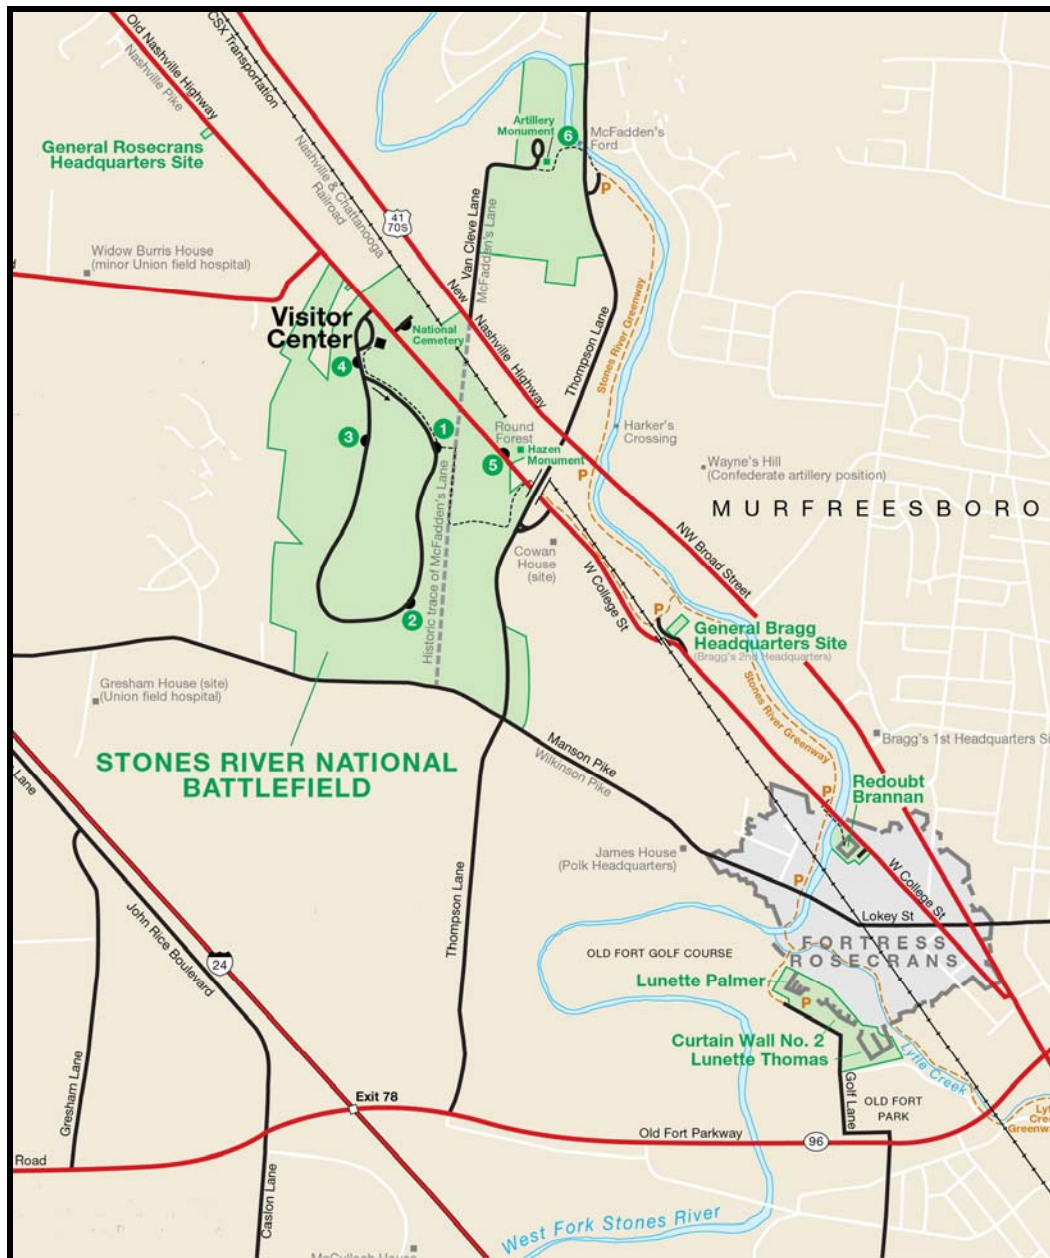 Old Nashville Highway
Nashville Pike
CSX Transportation
General Rosecrans
Headquarters Site
Nashville & Chattanooga
Railroad
41
70S
Artillery
Monument
6
McFadden's
Ford
P
Van Cleve Lane
McFadden's Lane
Widow Burris House
(minor Union field hospital)
New Nashville Highway
Thompson Lane
Stones River Greenway
Visitor
Center
National
Cemetery
4
3
1
Round
Forest
Hazen
Monument
5
P
Harker's
Crossing
Wayne's Hill
(Confederate artillery position)
MURFREESBORO
Historic trace of McFadden's Lane
2
Cowan
House
(site)
W College St
NW Broad Street
P
General Bragg
Headquarters Site
(Bragg's 2nd Headquarters)
Stones River Greenway
Gresham House (site)
(Union field hospital)
STONES RIVER NATIONAL
BATTLEFIELD
Manson Pike
Wilkinson Pike
Bragg's 1st Headquarters Si
Lane
P
Redoubt
Brannan
James House
(Polk Headquarters)
P
W College St
Lokey St
Thompson Lane
John Rice Boulevard
24
OLD FORT GOLF COURSE
FORTRESS
ROSECRANS
Lunette Palmer
P
Curtain Wall No. 2
Lunette Thomas
Lytle Creek
Gresham Lane
Exit 78
Golf Lane
OLD FORT
PARK
Old Fort Parkway
96
Road
Caslon Lane
West Fork Stones River
McCulloch House